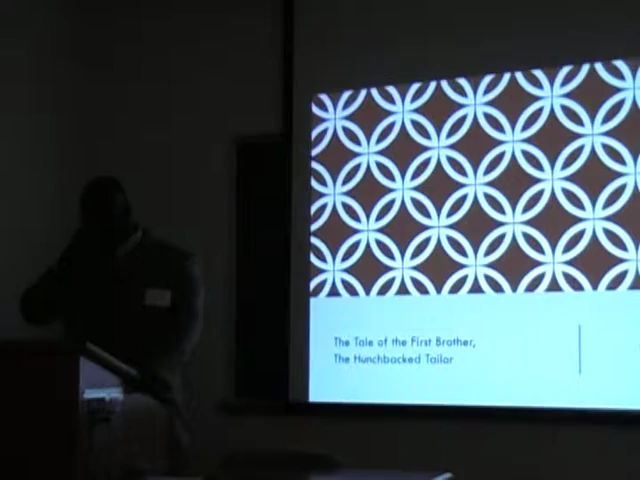 The Tale of the First Brother,
The Hunchbacked Tailor